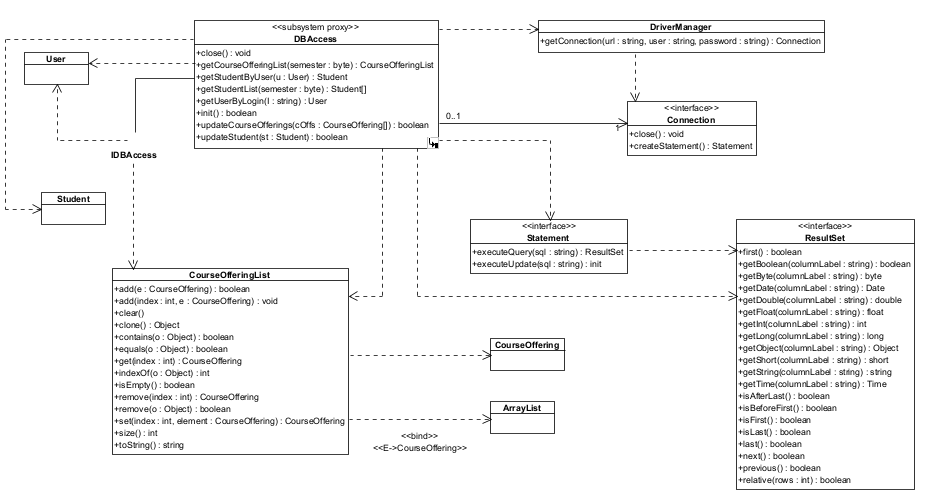 <<subsystem proxy>>
DBAccess
+close() : void
+getCourseOfferingList(semester : byte) : CourseOfferingList
+getStudentByUser(u : User) : Student
+getStudentList(semester : byte) : Student[]
+getUserByLogin(l : string) : User
+init() : boolean
+updateCourseOfferings(cOffs : CourseOffering[]) : boolean
+updateStudent(st : Student) : boolean
DriverManager
+getConnection(url : string, user : string, password : string) : Connection
User
<<interface>>
Connection
+close() : void
+createStatement() : Statement
0..1
1
IDBAccess
Student
<<interface>>
Statement
+executeQuery(sql : string) : ResultSet
+executeUpdate(sql : string) : init
<<interface>>
ResultSet
+first() : boolean
+getBoolean(columnLabel : string) : boolean
+getByte(columnLabel : string) : byte
+getDate(columnLabel : string) : Date
+getDouble(columnLabel : string) : double
+getFloat(columnLabel : string) : float
+getInt(columnLabel : string) : int
+getLong(columnLabel : string) : long
+getObject(columnLabel : string) : Object
+getShort(columnLabel : string) : short
+getString(columnLabel : string) : string
+getTime(columnLabel : string) : Time
+isAfterLast() : boolean
+isBeforeFirst() : boolean
+isFirst() : boolean
+isLast() : boolean
+last() : boolean
+next() : boolean
+previous() : boolean
+relative(rows : int) : boolean
CourseOfferingList
+add(e : CourseOffering) : boolean
+add(index : int, e : CourseOffering) : void
+clear()
+clone() : Object
+contains(o : Object) : boolean
+equals(o : Object) : boolean
+get(index : int) : CourseOffering
+indexOf(o : Object) : int
+isEmpty() : boolean
+remove(index : int) : CourseOffering
+remove(o : Object) : boolean
+set(index : int, element : CourseOffering) : CourseOffering
+size() : int
+toString() : string
CourseOffering
ArrayList
<<bind>>
<<E->CourseOffering>>